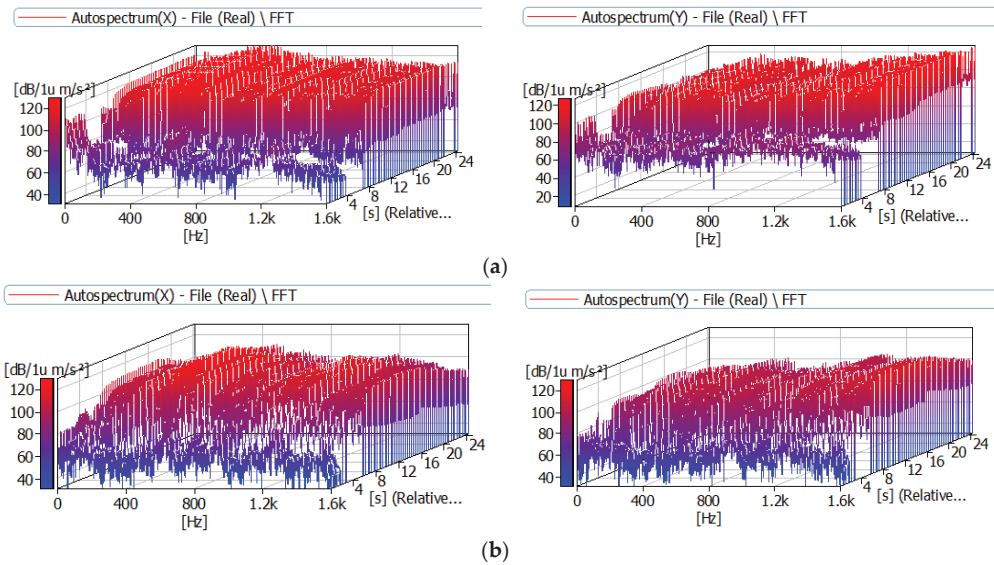 Autospectrum(X) - File (Real) \ FFT
[dB/1u m/s²]
120
100
80
60
40
0
400
800
1.2k
1.6k
[Hz]
4
8
12
16
20
24
[s] (Relative...
Autospectrum(Y) - File (Real) \ FFT
[dB/1u m/s²]
120
100
80
60
40
20
0
400
800
1.2k
1.6k
[Hz]
4
8
12
16
20
24
[s] (Relative...
(a)
Autospectrum(X) - File (Real) \ FFT
[dB/1u m/s²]
120
100
80
60
40
0
400
800
1.2k
1.6k
[Hz]
4
8
12
16
20
24
[s] (Relative...
Autospectrum(Y) - File (Real) \ FFT
[dB/1u m/s²]
120
100
80
60
40
0
400
800
1.2k
1.6k
[Hz]
4
8
12
16
20
24
[s] (Relative...
(b)